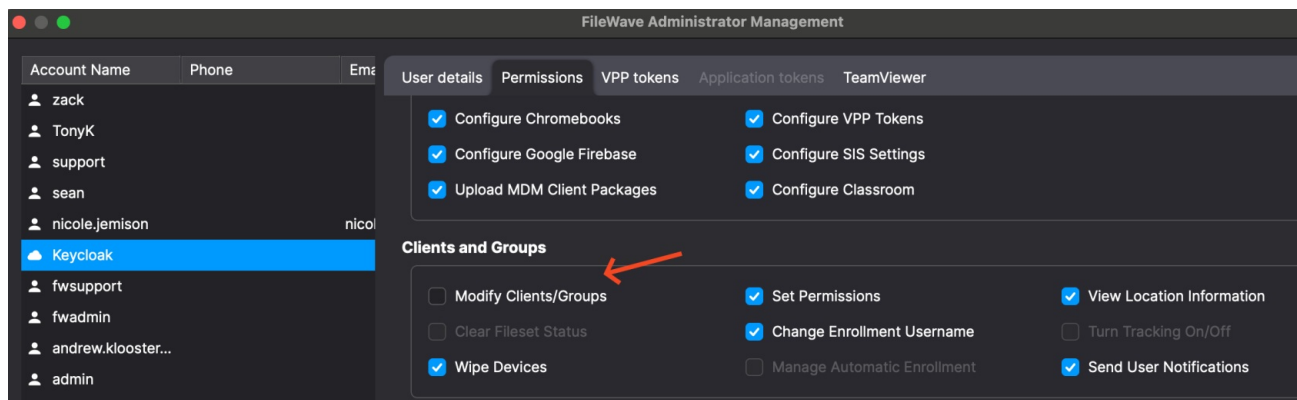 FileWave Administrator Management
Account Name Phone Ema
zack
TonyK
support
sean
nicole.jemison nicol
Keycloak
fwsupport
fwadmin
andrew.klooster...
admin
User details Permissions VPP tokens Application tokens TeamViewer
Configure Chromebooks Configure VPP Tokens
Configure Google Firebase Configure SIS Settings
Upload MDM Client Packages Configure Classroom
Clients and Groups
Modify Clients/Groups Set Permissions View Location Information
Clear Fileset Status Change Enrollment Username Turn Tracking On/Off
Wipe Devices Manage Automatic Enrollment Send User Notifications